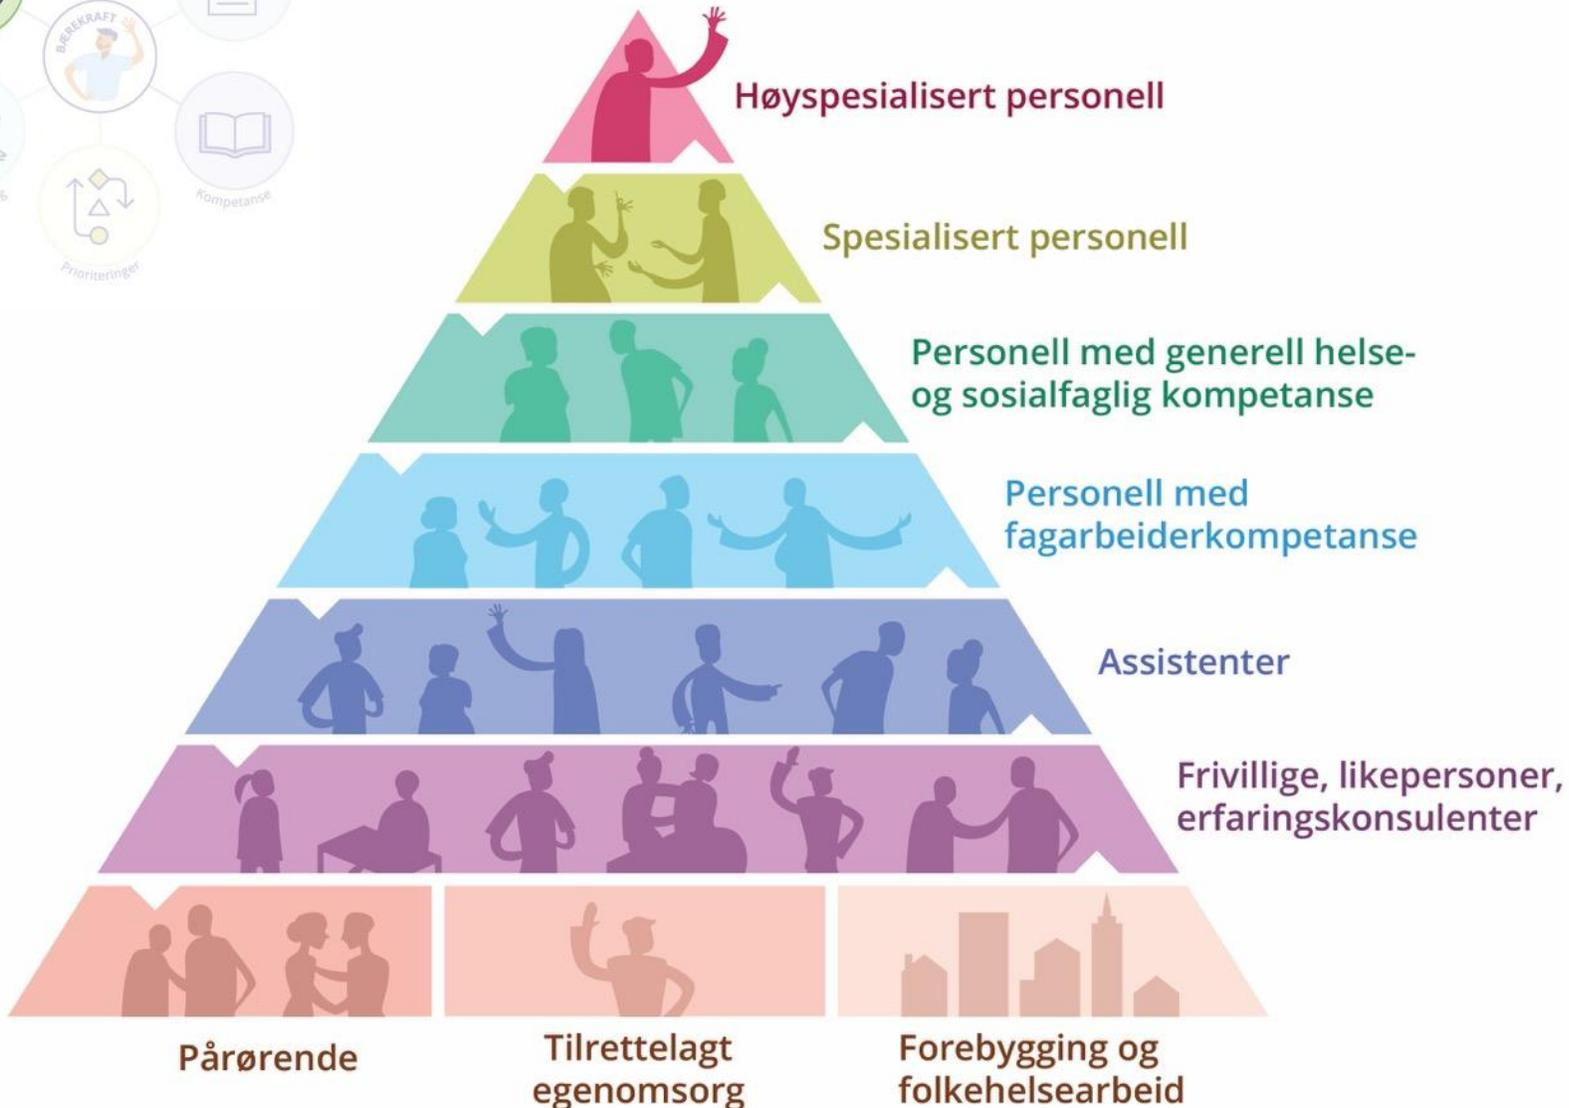 BÆREKRAFT
Kompetanse
Prioriteringer
Høyspesialisert personell
Spesialisert personell
Personell med generell helse-
og sosialfaglig kompetanse
Personell med
fagarbeiderkompetanse
Assistenter
Frivillige, likepersoner,
erfaringskonsulenter
Pårørende
Tilrettelagt
egenomsorg
Forebygging og
folkehelsearbeid